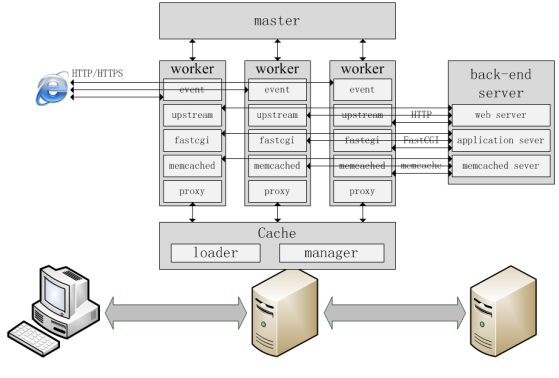 master
HTTP/HTTPS
worker
event
upstream
fastcgi
memcached
proxy
worker
event
upstream
fastcgi
memcached
proxy
worker
event
upstream
fastcgi
memcached
proxy
HTTP
FastCGI
memcache
back-end
server
web server
application sever
memcached sever
Cache
loader
manager